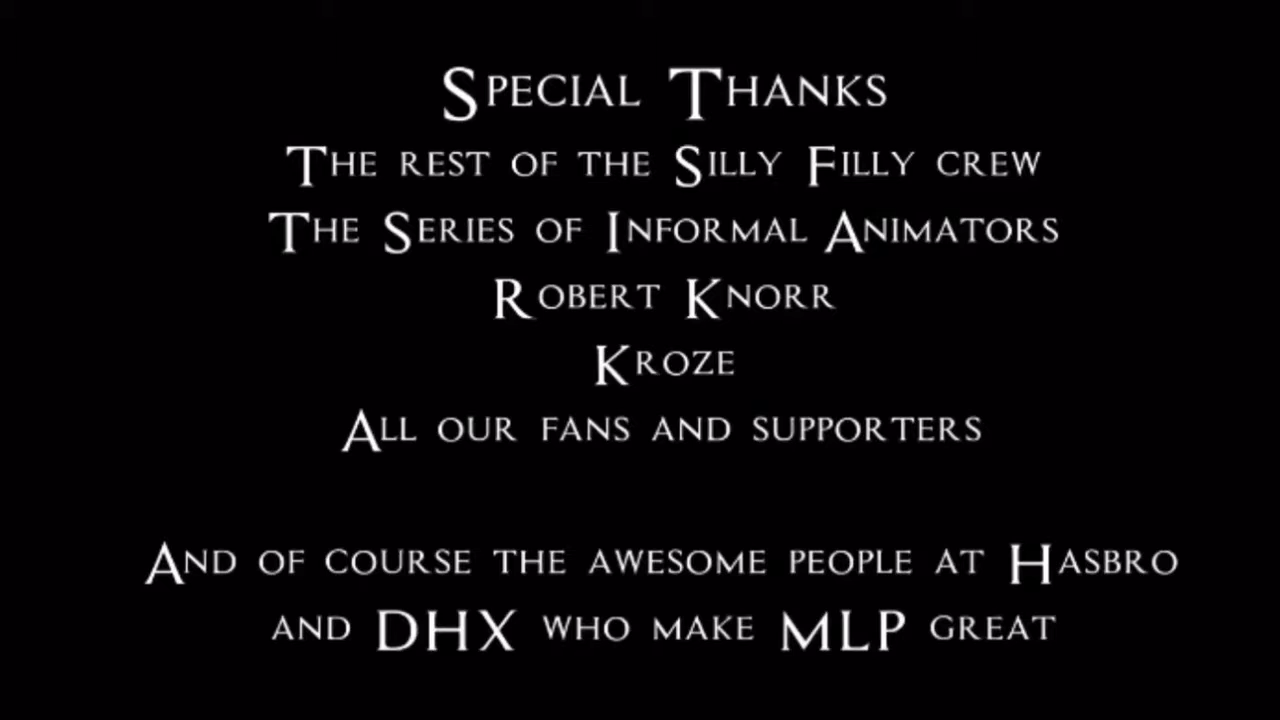 Special Thanks
The rest of the Silly Filly crew
The Series of Informal Animators
Robert Knorr
Kroze
All our fans and supporters
And of course the awesome people at Hasbro
and DHX who make MLP great